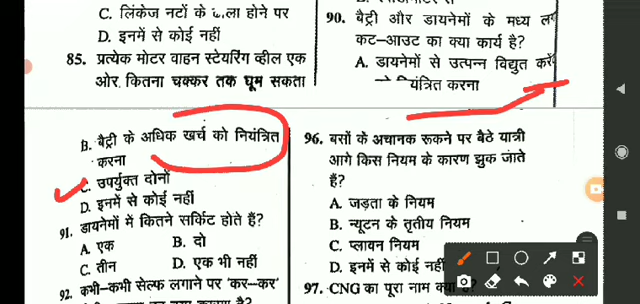 C. लिंकेज नटों के ला होने पर
D. इनमें से कोई नहीं
85. प्रत्येक मोटर वाहन स्टेयरिंग व्हील एक
ओर कितना चक्कर तक घूम सकता
90. बैट्री और डायनेमों के मध्य
कट-आउट का क्या कार्य है?
A. डायनेमों से उत्पन्न विद्युत करें
यंत्रित करना
B. बैट्री के अधिक खर्च को नियंत्रित
करना
C. उपर्युक्त दोनों
D. इनमें से कोई नहीं
91. डायनेमों में कितने सर्किट होते हैं?
A. एक B. दो
C. तीन D. एक भी नहीं
92. कभी-कभी सेल्फ लगाने पर 'कर--कर'
96. बसों के अचानक रूकने पर बैठे यात्री
आगे किस नियम के कारण झुक जाते
हैं?
A. जड़ता के नियम
B. न्यूटन के तृतीय नियम
C. प्लावन नियम
D. इनमें से कोई नहीं
97. CNG का पूरा नाम क्या